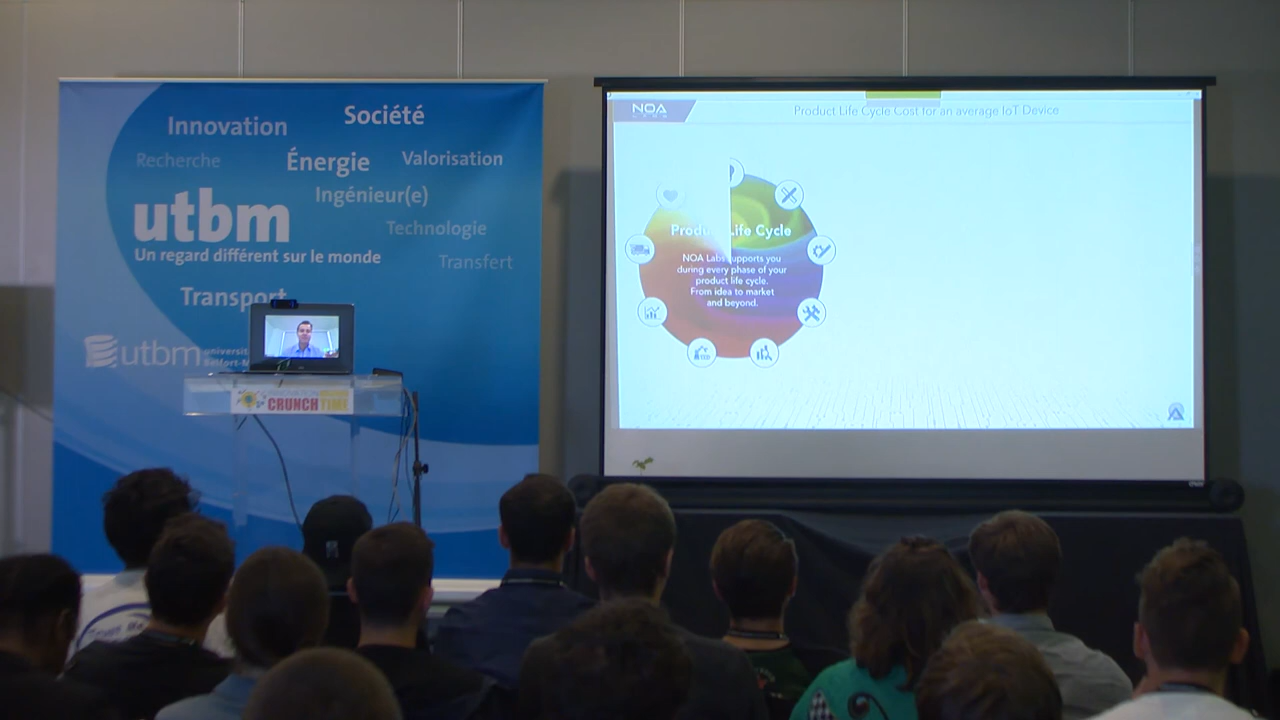 Innovation
Société
Recherche
Énergie
Valorisation
Ingénieur(e)
utbm
Technologie
Un regard différent sur le monde
Transfert
Transport
utbm
CRUNCH TIME
NOA
LABS
Product Life Cycle Cost for an average IoT Device
Product Life Cycle
NOA Labs supports you
during every phase of your
product life cycle.
From idea to market
and beyond.